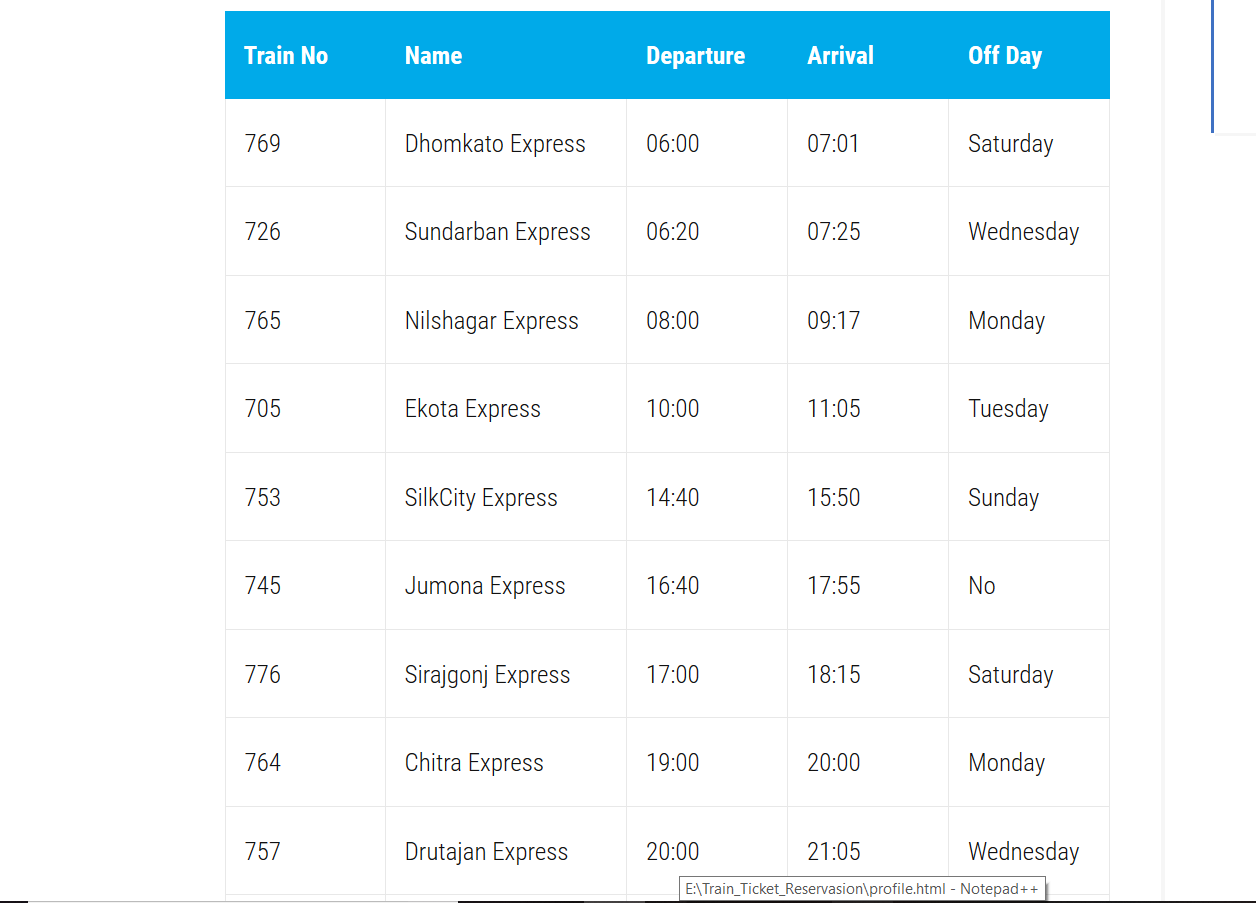 Train No Name Departure Arrival Off Day
769 Dhomkato Express 06:00 07:01 Saturday
726 Sundarban Express 06:20 07:25 Wednesday
765 Nilshagar Express 08:00 09:17 Monday
705 Ekota Express 10:00 11:05 Tuesday
753 SilkCity Express 14:40 15:50 Sunday
745 Jumona Express 16:40 17:55 No
776 Sirajgonj Express 17:00 18:15 Saturday
764 Chitra Express 19:00 20:00 Monday
757 Drutajan Express 20:00 21:05 Wednesday
E:\Train_Ticket_Reservasion\profile.html - Notepad++